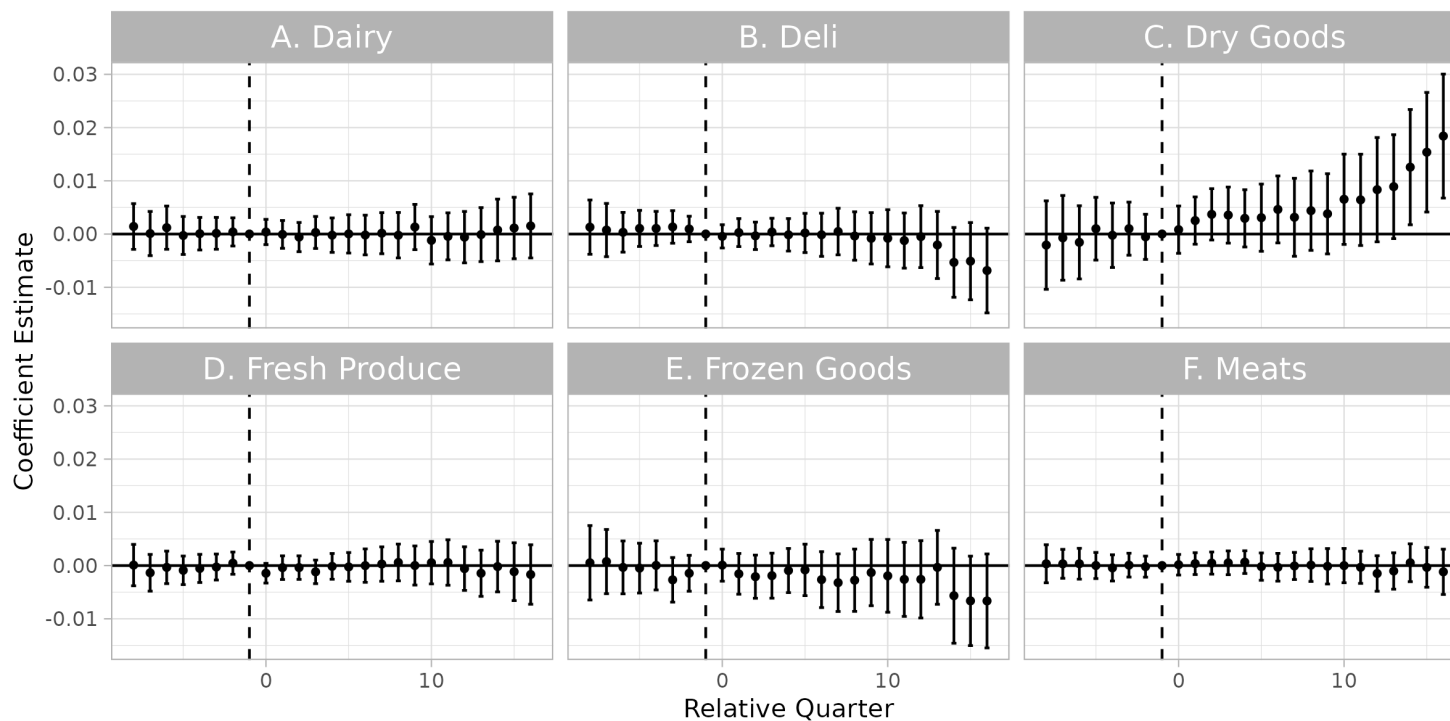 A. Dairy
B. Deli
C. Dry Goods
0.03
0.02
0.01
0.00
-0.01
Coefficient Estimate
D. Fresh Produce
E. Frozen Goods
F. Meats
0.03
0.02
0.01
0.00
-0.01
0 10
0 10
0 10
Relative Quarter